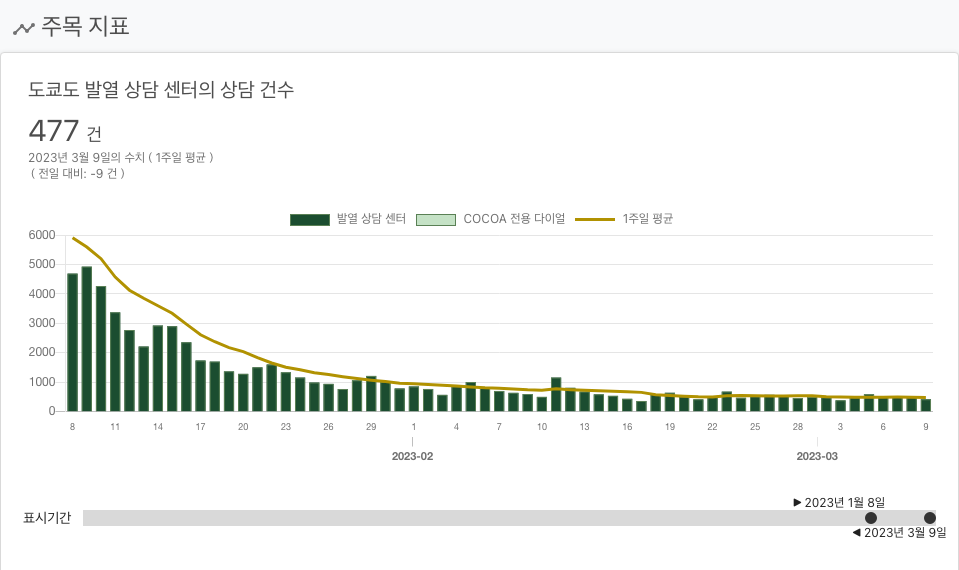 주목 지표
도쿄도 발열 상담 센터의 상담 건수
477 건
2023년 3월 9일의 수치 ( 1주일 평균 )
( 전일 대비: -9 건 )
발열 상담 센터 COCOA 전용 다이얼 1주일 평균
6000
5000
4000
3000
2000
1000
0
8 11 14 17 20 23 26 29 1 4 7 10 13 16 19 22 25 28 3 6 9
2023-02 2023-03
▶ 2023년 1월 8일
표시기간
◀ 2023년 3월 9일